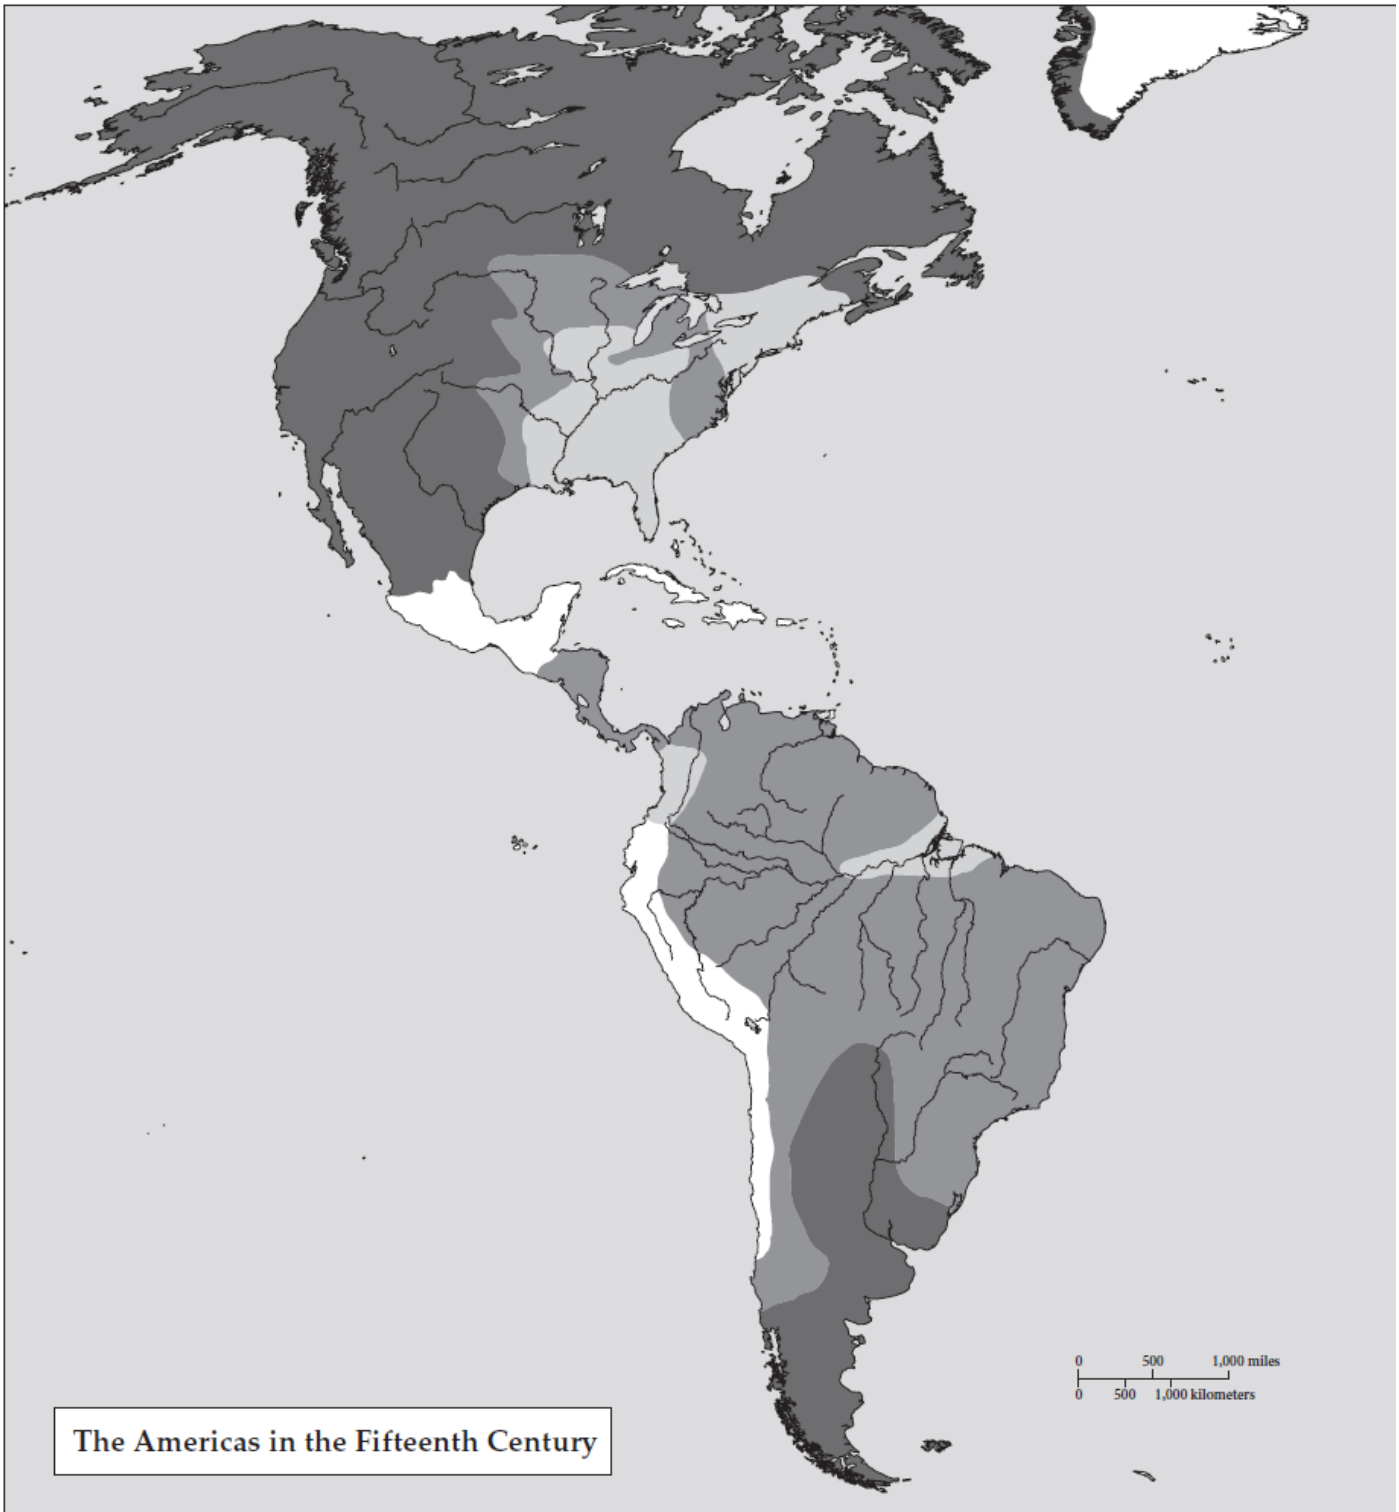 0 500 1,000 miles
0 500 1,000 kilometers
The Americas in the Fifteenth Century